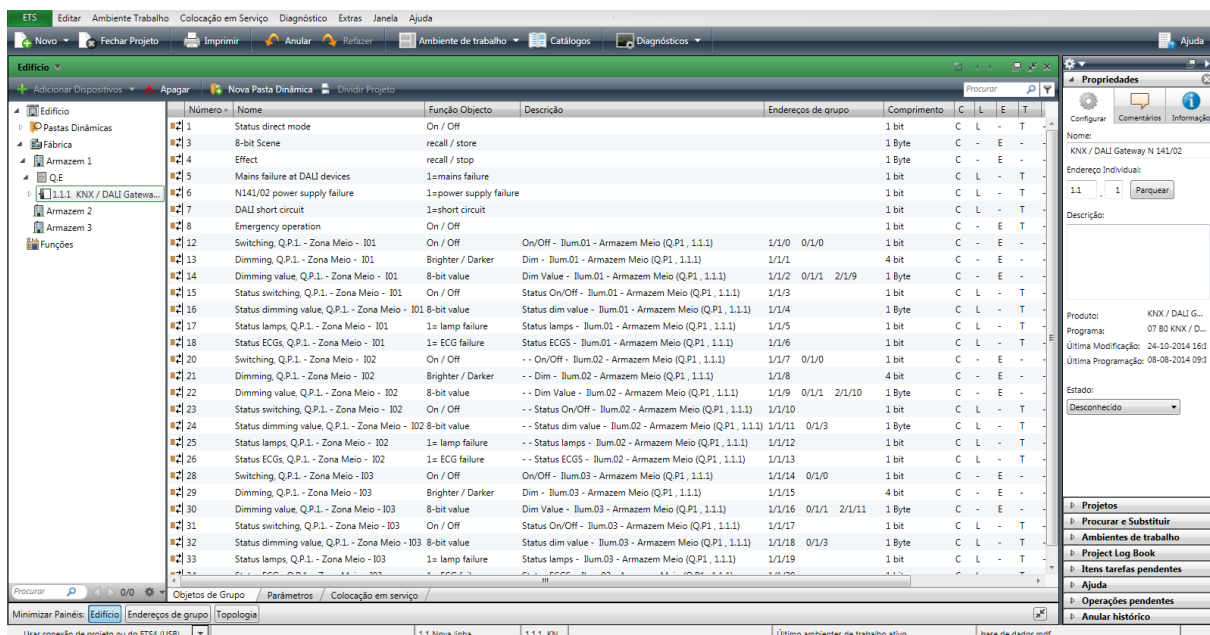 ETS Editar Ambiente Trabalho Colocação em Serviço Diagnóstico Extras Janela Ajuda
Novo Fechar Projeto Imprimir Anular Refazer Ambiente de trabalho Catálogos Diagnósticos Ajuda
Edifício
Adicionar Dispositivos Apagar Nova Pasta Dinâmica Dividir Projeto Procurar
Edifício
Pastas Dinâmicas
Fábrica
Armazem 1
Q.E
1.1.1 KNX / DALI Gatewa...
Armazem 2
Armazem 3
Funções
Procurar 0/0
Número Nome Função Objecto Descrição Endereços de grupo Comprimento C L E T
1 Status direct mode On / Off 1 bit C L - T
3 8-bit Scene recall / store 1 Byte C - E -
4 Effect recall / stop 1 Byte C - E -
5 Mains failure at DALI devices 1=mains failure 1 bit C L - T
6 N141/02 power supply failure 1=power supply failure 1 bit C L - T
7 DALI short circuit 1=short circuit 1 bit C L - T
8 Emergency operation On / Off 1 bit C - E T
12 Switching, Q.P.1. - Zona Meio - I01 On / Off On/Off - Ilum.01 - Armazem Meio (Q.P1 , 1.1.1) 1/1/0 0/1/0 1 bit C - E -
13 Dimming, Q.P.1. - Zona Meio - I01 Brighter / Darker Dim - Ilum.01 - Armazem Meio (Q.P1 , 1.1.1) 1/1/1 4 bit C - E -
14 Dimming value, Q.P.1. - Zona Meio - I01 8-bit value Dim Value - Ilum.01 - Armazem Meio (Q.P1 , 1.1.1) 1/1/2 0/1/1 2/1/9 1 Byte C - E -
15 Status switching, Q.P.1. - Zona Meio - I01 On / Off Status On/Off - Ilum.01 - Armazem Meio (Q.P1 , 1.1.1) 1/1/3 1 bit C L - T
16 Status dimming value, Q.P.1. - Zona Meio - I01 8-bit value Status dim value - Ilum.01 - Armazem Meio (Q.P1 , 1.1.1) 1/1/4 1 Byte C L - T
17 Status lamps, Q.P.1. - Zona Meio - I01 1= lamp failure Status lamps - Ilum.01 - Armazem Meio (Q.P1 , 1.1.1) 1/1/5 1 bit C L - T
18 Status ECGs, Q.P.1. - Zona Meio - I01 1= ECG failure Status ECGS - Ilum.01 - Armazem Meio (Q.P1 , 1.1.1) 1/1/6 1 bit C L - T
20 Switching, Q.P.1. - Zona Meio - I02 On / Off - - On/Off - Ilum.02 - Armazem Meio (Q.P1 , 1.1.1) 1/1/7 0/1/0 1 bit C - E -
21 Dimming, Q.P.1. - Zona Meio - I02 Brighter / Darker - - Dim - Ilum.02 - Armazem Meio (Q.P1 , 1.1.1) 1/1/8 4 bit C - E -
22 Dimming value, Q.P.1. - Zona Meio - I02 8-bit value - - Dim Value - Ilum.02 - Armazem Meio (Q.P1 , 1.1.1) 1/1/9 0/1/1 2/1/10 1 Byte C - E -
23 Status switching, Q.P.1. - Zona Meio - I02 On / Off - - Status On/Off - Ilum.02 - Armazem Meio (Q.P1 , 1.1.1) 1/1/10 1 bit C L - T
24 Status dimming value, Q.P.1. - Zona Meio - I02 8-bit value - - Status dim value - Ilum.02 - Armazem Meio (Q.P1 , 1.1.1) 1/1/11 0/1/3 1 Byte C L - T
25 Status lamps, Q.P.1. - Zona Meio - I02 1= lamp failure - - Status lamps - Ilum.02 - Armazem Meio (Q.P1 , 1.1.1) 1/1/12 1 bit C L - T
26 Status ECGs, Q.P.1. - Zona Meio - I02 1= ECG failure - - Status ECGS - Ilum.02 - Armazem Meio (Q.P1 , 1.1.1) 1/1/13 1 bit C L - T
28 Switching, Q.P.1. - Zona Meio - I03 On / Off On/Off - Ilum.03 - Armazem Meio (Q.P1 , 1.1.1) 1/1/14 0/1/0 1 bit C - E -
29 Dimming, Q.P.1. - Zona Meio - I03 Brighter / Darker Dim - Ilum.03 - Armazem Meio (Q.P1 , 1.1.1) 1/1/15 4 bit C - E -
30 Dimming value, Q.P.1. - Zona Meio - I03 8-bit value Dim Value - Ilum.03 - Armazem Meio (Q.P1 , 1.1.1) 1/1/16 0/1/1 2/1/11 1 Byte C - E -
31 Status switching, Q.P.1. - Zona Meio - I03 On / Off Status On/Off - Ilum.03 - Armazem Meio (Q.P1 , 1.1.1) 1/1/17 1 bit C L - T
32 Status dimming value, Q.P.1. - Zona Meio - I03 8-bit value Status dim value - Ilum.03 - Armazem Meio (Q.P1 , 1.1.1) 1/1/18 0/1/3 1 Byte C L - T
33 Status lamps, Q.P.1. - Zona Meio - I03 1= lamp failure Status lamps - Ilum.03 - Armazem Meio (Q.P1 , 1.1.1) 1/1/19 1 bit C L - T
Objetos de Grupo Parâmetros Colocação em serviço
Propriedades
Configurar Comentários Informação
Nome:
KNX / DALI Gateway N 141/02
Endereço Individual:
1.1 . 1 Parquear
Descrição:
Produto: KNX / DALI G...
Programa: 07 B0 KNX / D...
Última Modificação: 24-10-2014 16:1
Última Programação: 08-08-2014 09:1
Estado:
Desconhecido
Projetos
Procurar e Substituir
Ambientes de trabalho
Project Log Book
Itens tarefas pendentes
Ajuda
Operações pendentes
Anular histórico
Minimizar Painéis: Edifício Endereços de grupo Topologia
Usar conexão de projeto ou do ETS4 (USB) 1.1 Nova linha 1.1.1 KN Último ambientes de trabalho ativo base de dados.mdf